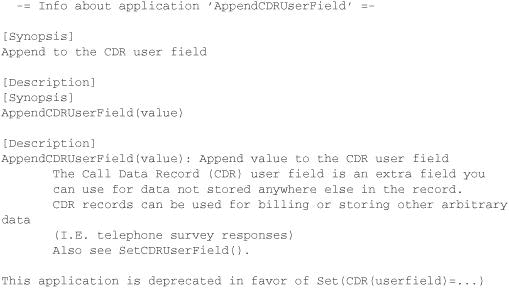 -= Info about application 'AppendCDRUserField' =-
[Synopsis]
Append to the CDR user field
[Description]
[Synopsis]
AppendCDRUserField(value)
[Description]
AppendCDRUserField(value): Append value to the CDR user field
The Call Data Record (CDR) user field is an extra field you
can use for data not stored anywhere else in the record.
CDR records can be used for billing or storing other arbitrary
data
(I.E. telephone survey responses)
Also see SetCDRUserField().
This application is deprecated in favor of Set(CDR(userfield)=...)